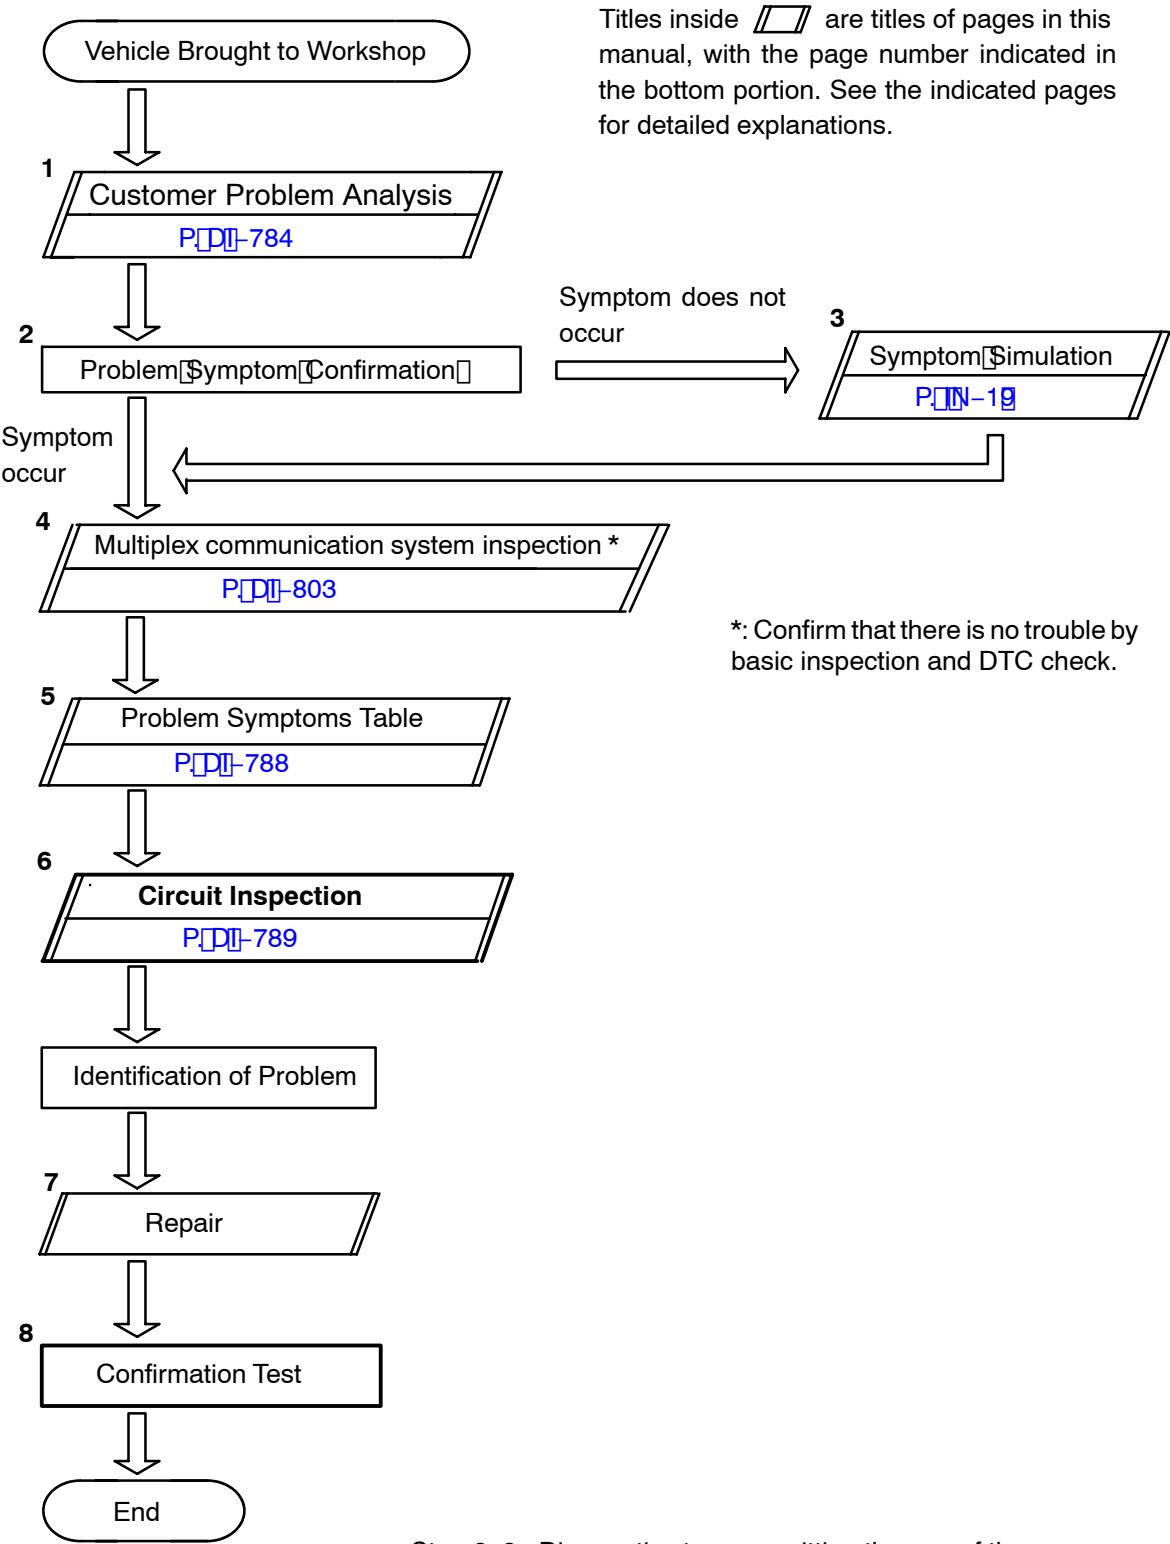 Vehicle Brought to Workshop
Titles inside are titles of pages in this
manual, with the page number indicated in
the bottom portion. See the indicated pages
for detailed explanations.
1
Customer Problem Analysis
P. DI–784
2
Problem Symptom Confirmation
Symptom does not
occur
3
Symptom Simulation
P. IN–19
Symptom
occur
4
Multiplex communication system inspection *
P. DI–803
*: Confirm that there is no trouble by
basic inspection and DTC check.
5
Problem Symptoms Table
P. DI–788
6
Circuit Inspection
P. DI–789
Identification of Problem
7
Repair
8
Confirmation Test
End